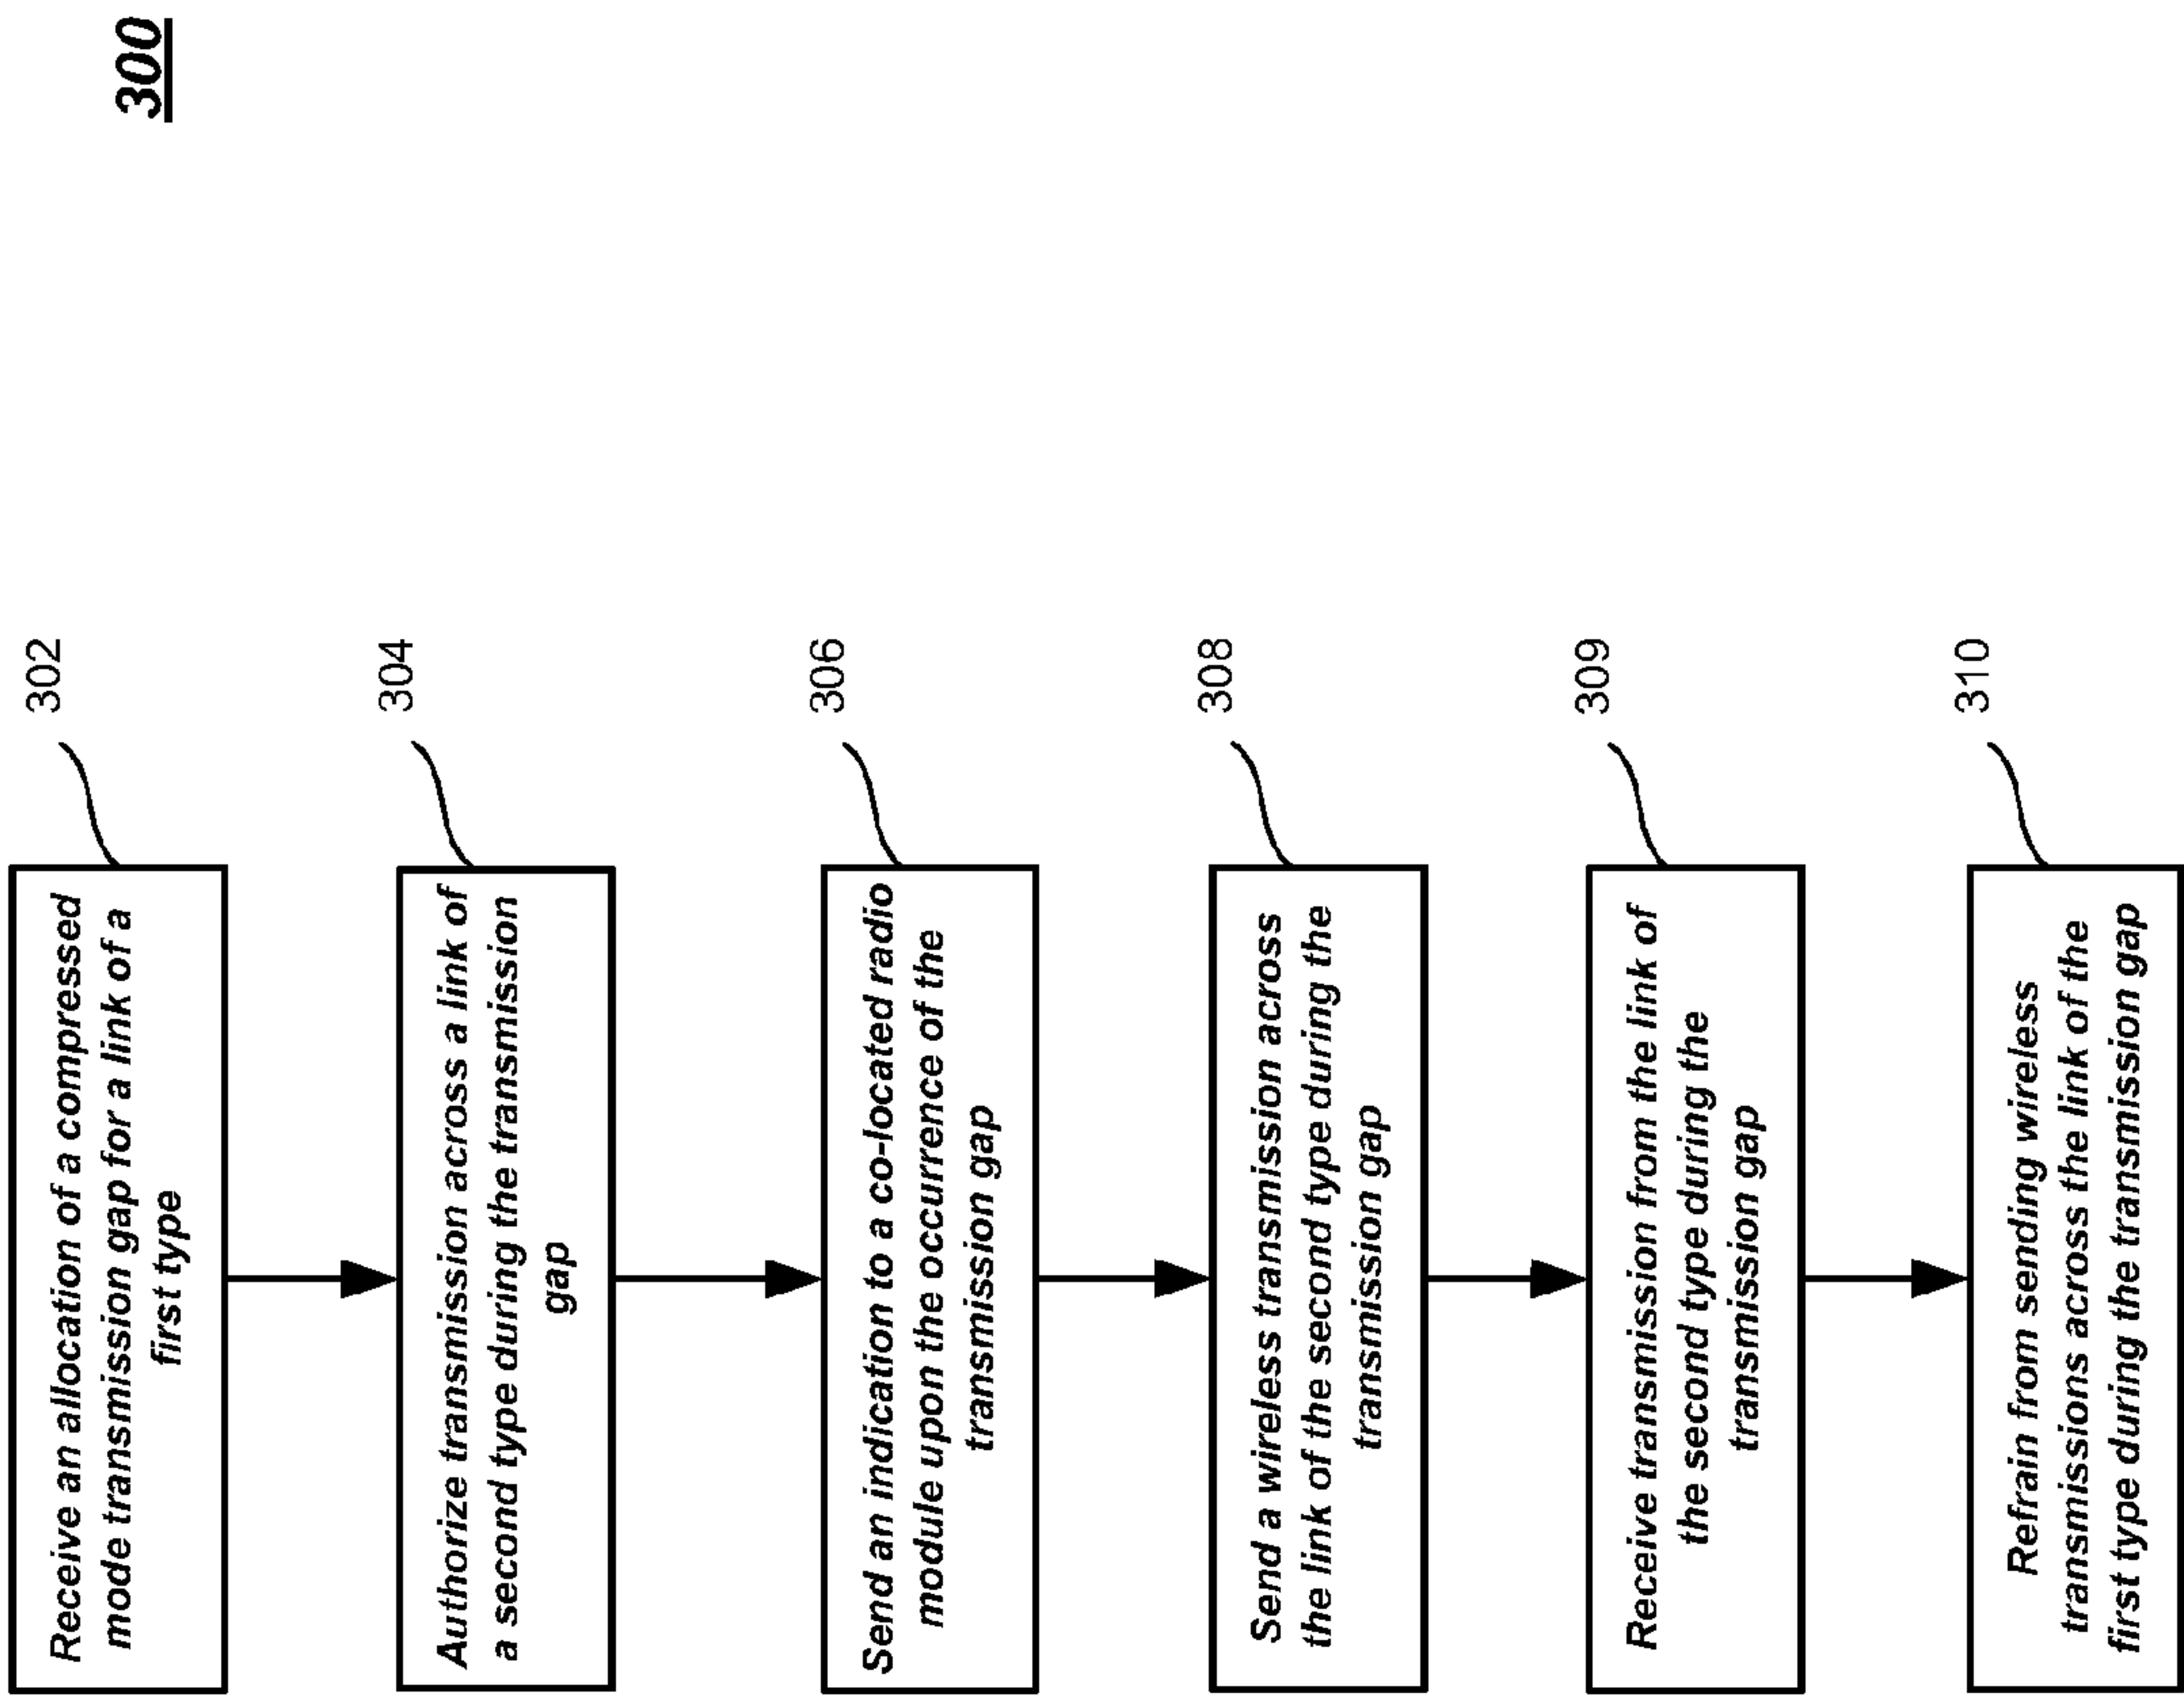 300
302
Receive an allocation of a compressed
mode transmission gap for a link of a
first type
304
Authorize transmission across a link of
a second type during the transmission
gap
306
Send an indication to a co-located radio
module upon the occurrence of the
transmission gap
308
Send a wireless transmission across
the link of the second type during the
transmission gap
309
Receive transmission from the link of
the second type during the
transmission gap
310
Refrain from sending wireless
transmissions across the link of the
first type during the transmission gap